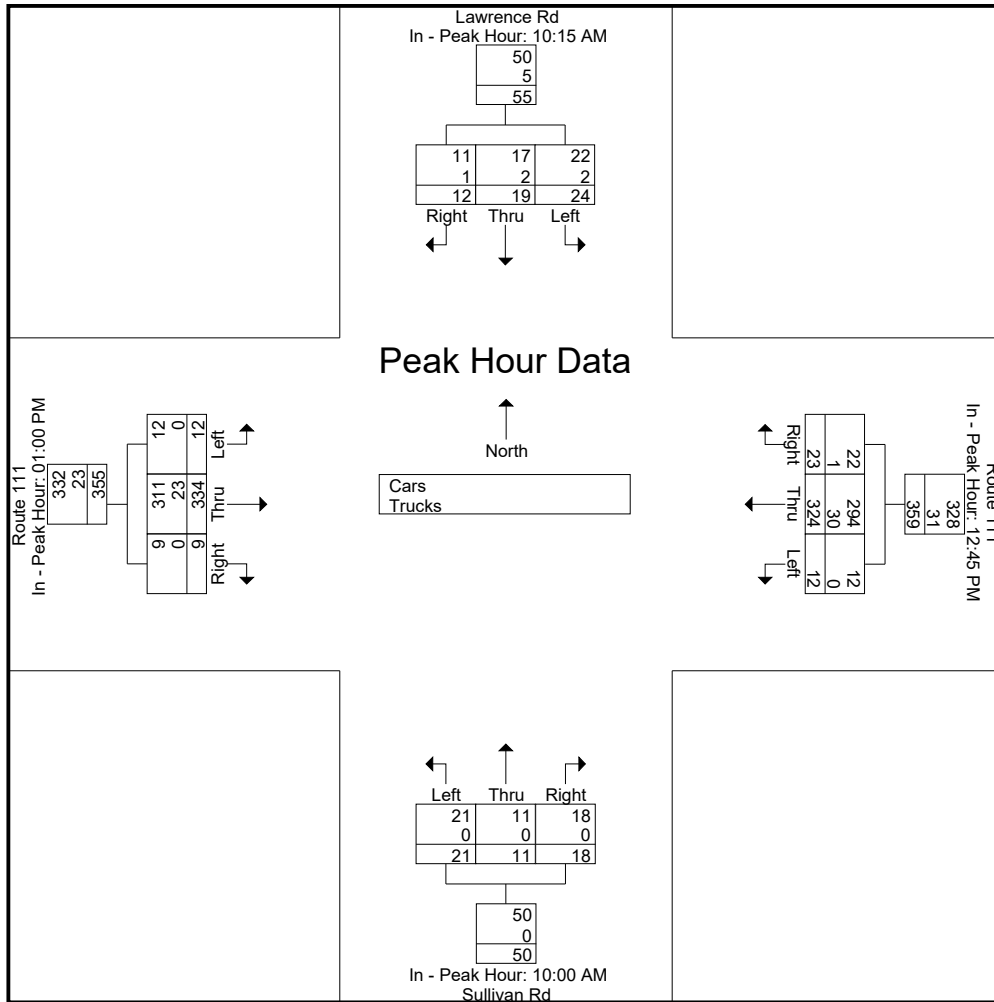 Lawrence Rd
In - Peak Hour: 10:15 AM
50
5
55
11 17 22
1 2 2
12 19 24
Right Thru Left
Peak Hour Data
North
Cars
Trucks
Route 111
In - Peak Hour: 01:00 PM
332
23
355
12 0 12
Left
311 23 334
Thru
9 0 9
Right
Route 111
In - Peak Hour: 12:45 PM
328
31
359
22 1 23
Right
294 30 324
Thru
12 0 12
Left
Left Thru Right
21 11 18
0 0 0
21 11 18
50
0
50
In - Peak Hour: 10:00 AM
Sullivan Rd